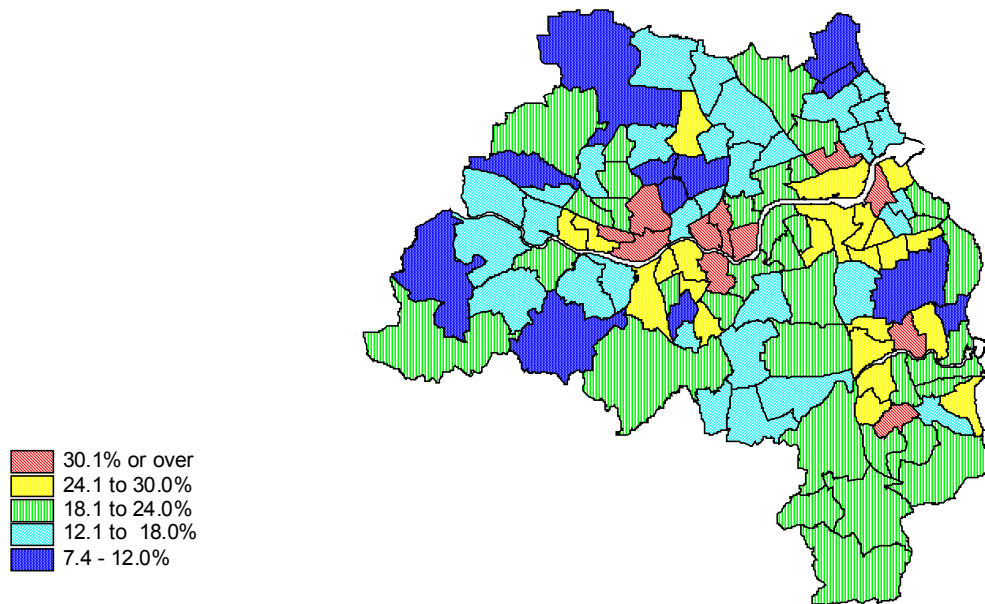 30.1% or over
24.1 to 30.0%
18.1 to 24.0%
12.1 to  18.0%
7.4 - 12.0%